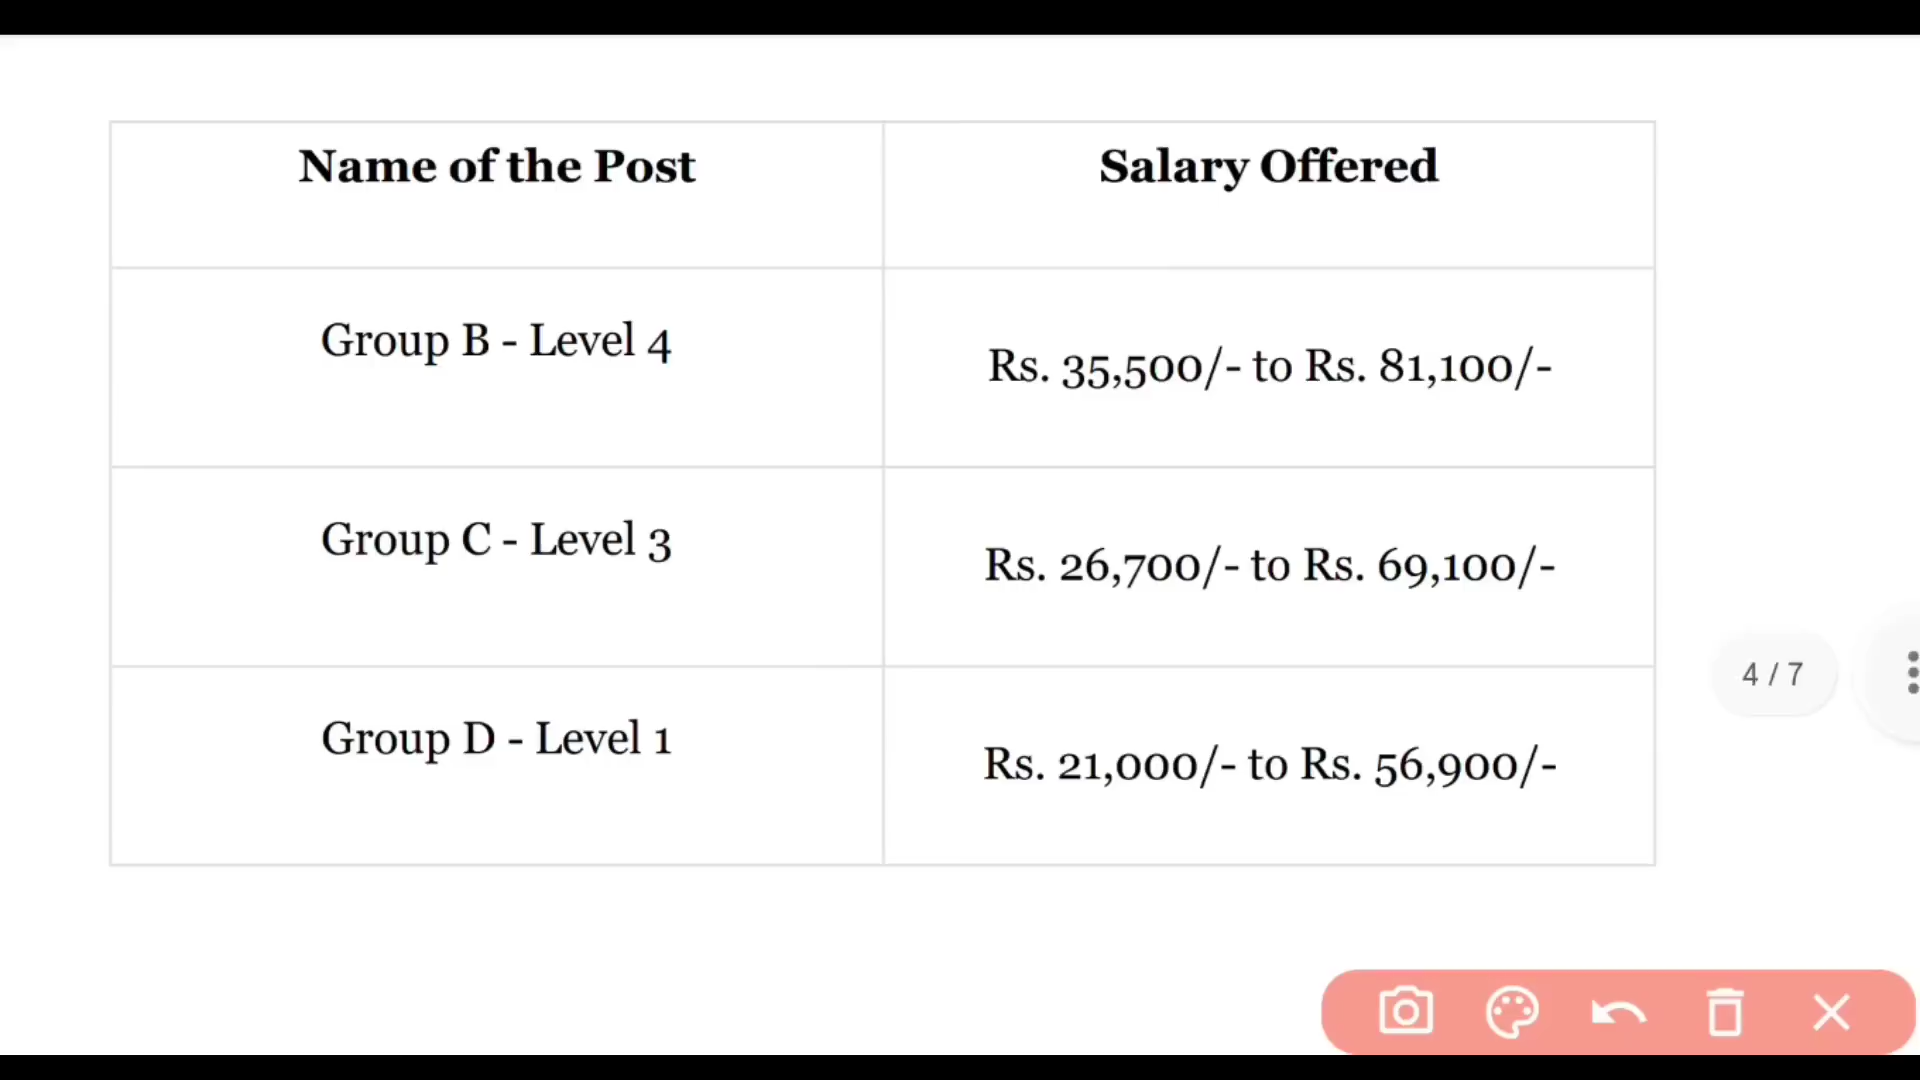 Name of the Post
Salary Offered
Group B - Level 4
Rs. 35,500/- to Rs. 81,100/-
Group C - Level 3
Rs. 26,700/- to Rs. 69,100/-
Group D - Level 1
Rs. 21,000/- to Rs. 56,900/-
4 / 7